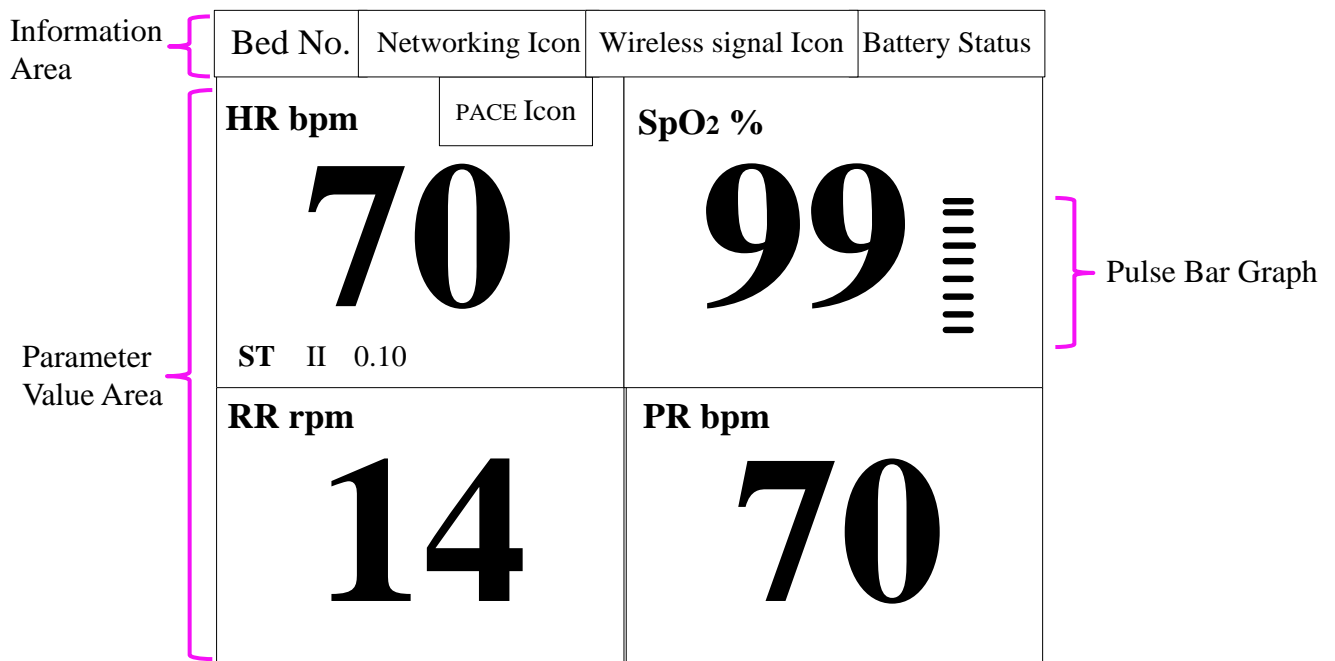 Information
Area
Bed No.
Networking Icon
Wireless signal Icon
Battery Status
HR bpm
PACE Icon
70
ST II 0.10
SpO2 %
99
Pulse Bar Graph
Parameter
Value Area
RR rpm
14
PR bpm
70